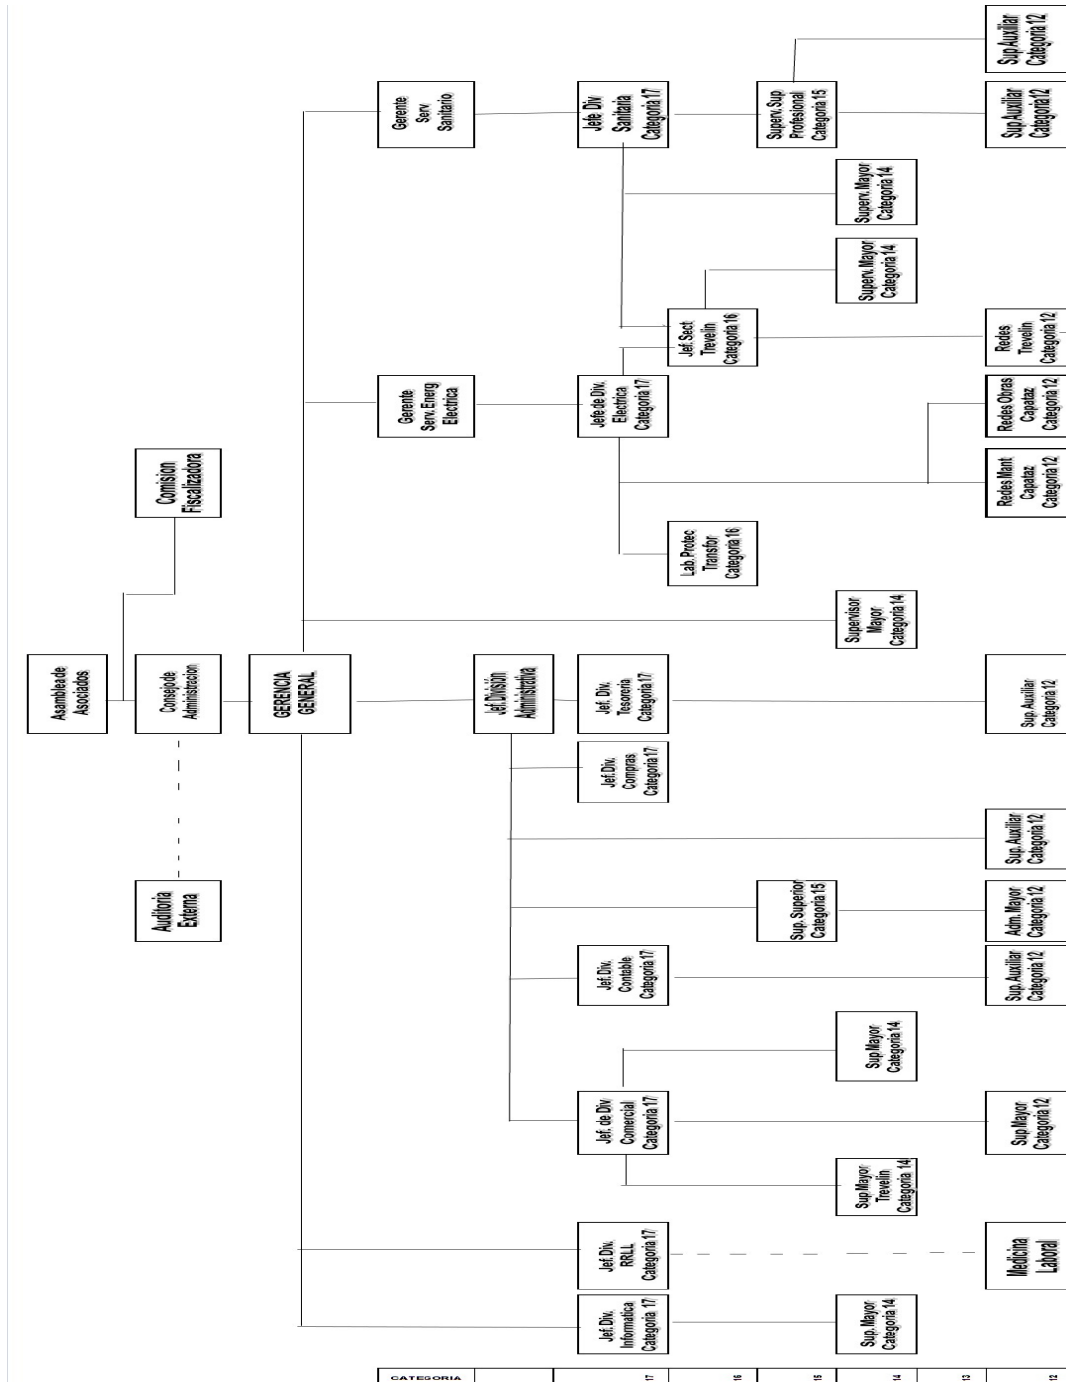 Asamblea de
Asociados
Auditoria
Externa
Consejo de
Administracion
Comision
Fiscalizadora
GERENCIA
GENERAL
CATEGORIA
Gerente
Serv. Energ
Electrica
Gerente
Serv
Sanitario
Jef. División
Administrativa
17
Jef. Div.
Informatica
Categoria 17
Jef. Div.
RRLL
Categoria 17
Jef. de Div
Comercial
Categoria 17
Jef. Div.
Contable
Categoria 17
Jef. Div.
Compras
Categoria 17
Jef. Div.
Tesoreria
Categoria 17
Jefe de Div.
Electrica
Categoria 17
Jefe Div
Sanitaria
Categoria 17
16
Lab. Protec
Transfor
Categoria 16
Jef. Sect
Trevelin
Categoria 16
15
Sup. Superior
Categoria 15
Superv. Sup
Profesional
Categoria 15
14
Sup. Mayor
Categoria 14
Sup Mayor
Trevelin
Categoria 14
Sup Mayor
Categoria 14
Supervisor
Mayor
Categoria 14
Superv. Mayor
Categoria 14
Superv. Mayor
Categoria 14
13
12
Medicina
Laboral
Sup Mayor
Categoria 12
Sup. Auxiliar
Categoria 12
Adm. Mayor
Categoria 12
Sup. Auxiliar
Categoria 12
Sup. Auxiliar
Categoria 12
Redes Mant
Capataz
Categoria 12
Redes Obras
Capataz
Categoria 12
Redes
Trevelin
Categoria 12
Sup Auxiliar
Categoria12
Sup Auxiliar
Categoria 12